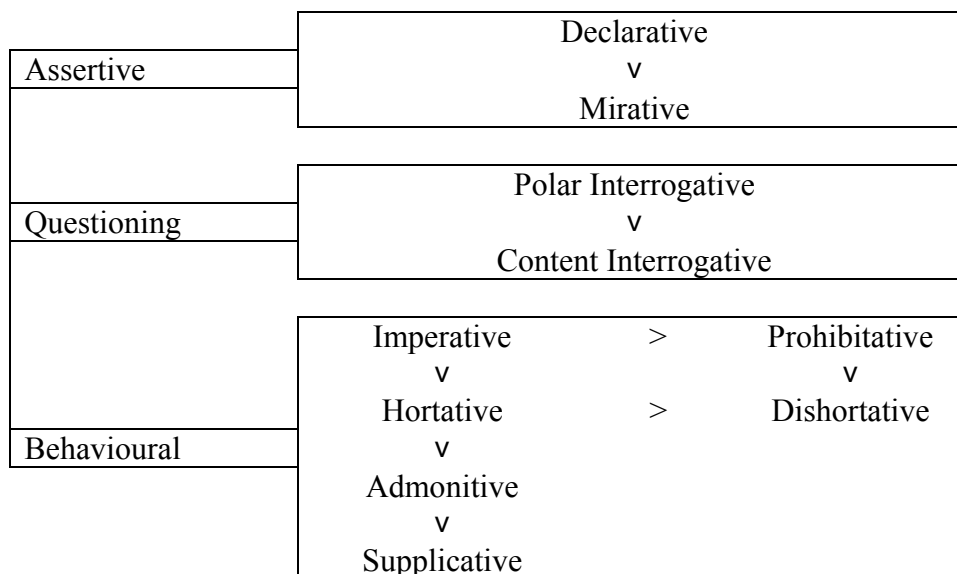 Declarative
Assertive
v
Mirative
Polar Interrogative
Questioning
v
Content Interrogative
Imperative > Prohibitative
v v
Hortative > Dishortative
Behavioural
v
Admonitive
v
Supplicative